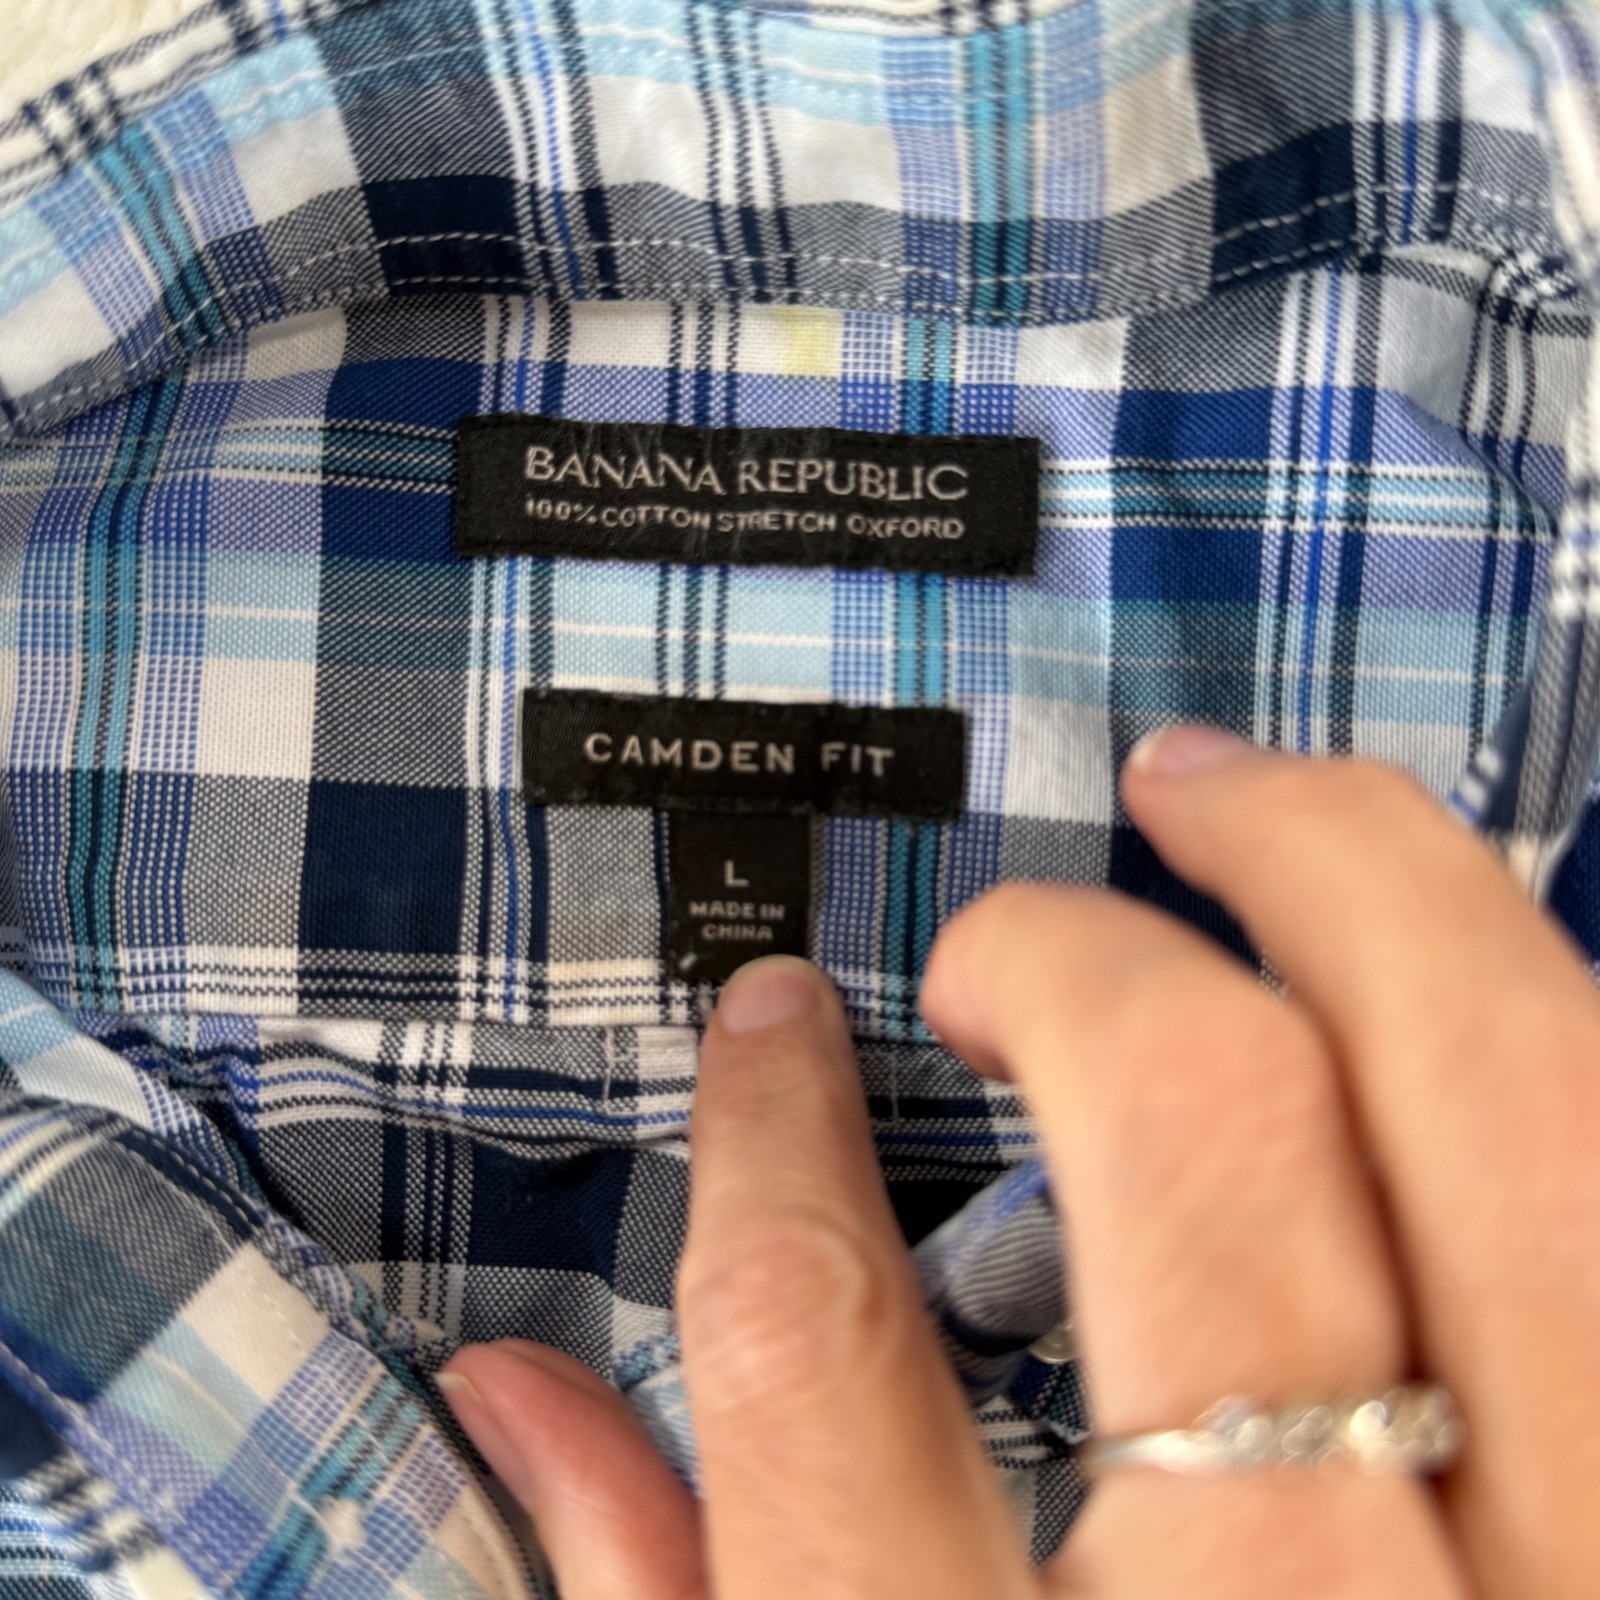 BANANA REPUBLIC
100% COTTON STRETCH OXFORD
CAMDEN FIT
L
MADE IN
CHINA